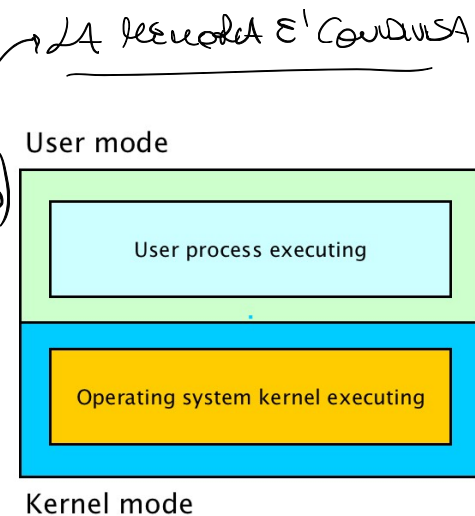 LA MEMORIA E' CONDIVISA
User mode
User process executing
Operating system kernel executing
Kernel mode